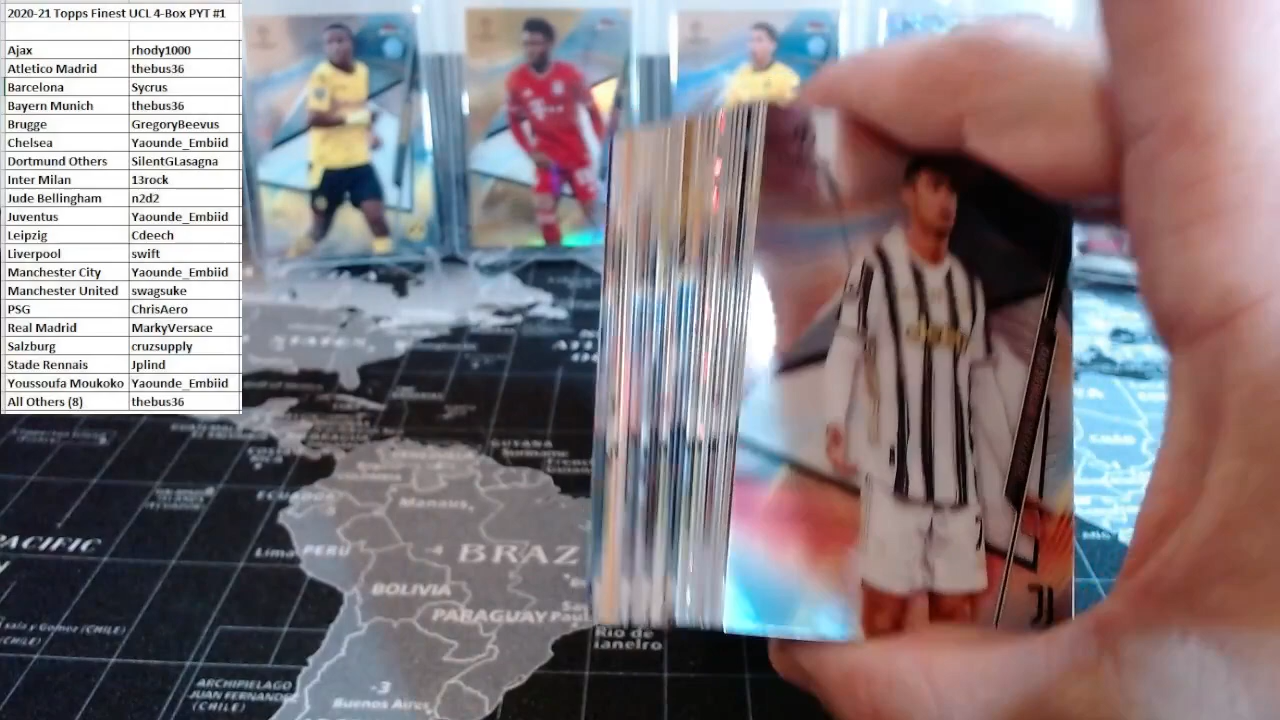 2020-21 Topps Finest UCL 4-Box PYT #1
Ajax rhody1000
Atletico Madrid thebus36
Barcelona Sycrus
Bayern Munich thebus36
Brugge GregoryBeevus
Chelsea Yaounde_Embiid
Dortmund Others SilentGLasagna
Inter Milan 13rock
Jude Bellingham n2d2
Juventus Yaounde_Embiid
Leipzig Cdeech
Liverpool swift
Manchester City Yaounde_Embiid
Manchester United swagsuke
PSG ChrisAero
Real Madrid MarkyVersace
Salzburg cruzsupply
Stade Rennais Jplind
Youssoufa Moukoko Yaounde_Embiid
All Others (8) thebus36
GUYANA
ECUADOR
Manaus
PACIFIC
Lima PERU
BRAZ
BOLIVIA
PARAGUAY
Rio de
Janeiro
ARCHIPIELAGO
JUAN FERNANDEZ
(CHILE)
Buenos Aires